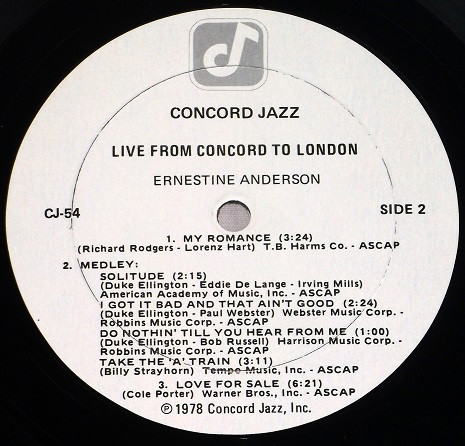 CONCORD JAZZ
LIVE FROM CONCORD TO LONDON
ERNESTINE ANDERSON
CJ-54
SIDE 2
1. MY ROMANCE (3:24)
(Richard Rodgers - Lorenz Hart) T.B. Harms Co. - ASCAP
2. MEDLEY:
SOLITUDE (2:15)
(Duke Ellington - Eddie De Lange - Irving Mills)
American Academy of Music, Inc. - ASCAP
I GOT IT BAD AND THAT AIN'T GOOD (2:24)
(Duke Ellington - Paul Webster) Webster Music Corp. -
Robbins Music Corp. - ASCAP
DO NOTHIN' TILL YOU HEAR FROM ME (1:00)
(Duke Ellington - Bob Russell) Harrison Music Corp. -
Robbins Music Corp. - ASCAP
TAKE THE 'A' TRAIN (3:11)
(Billy Strayhorn) Tempo Music, Inc. - ASCAP
3. LOVE FOR SALE (6:21)
(Cole Porter) Warner Bros., Inc. - ASCAP
℗ 1978 Concord Jazz, Inc.